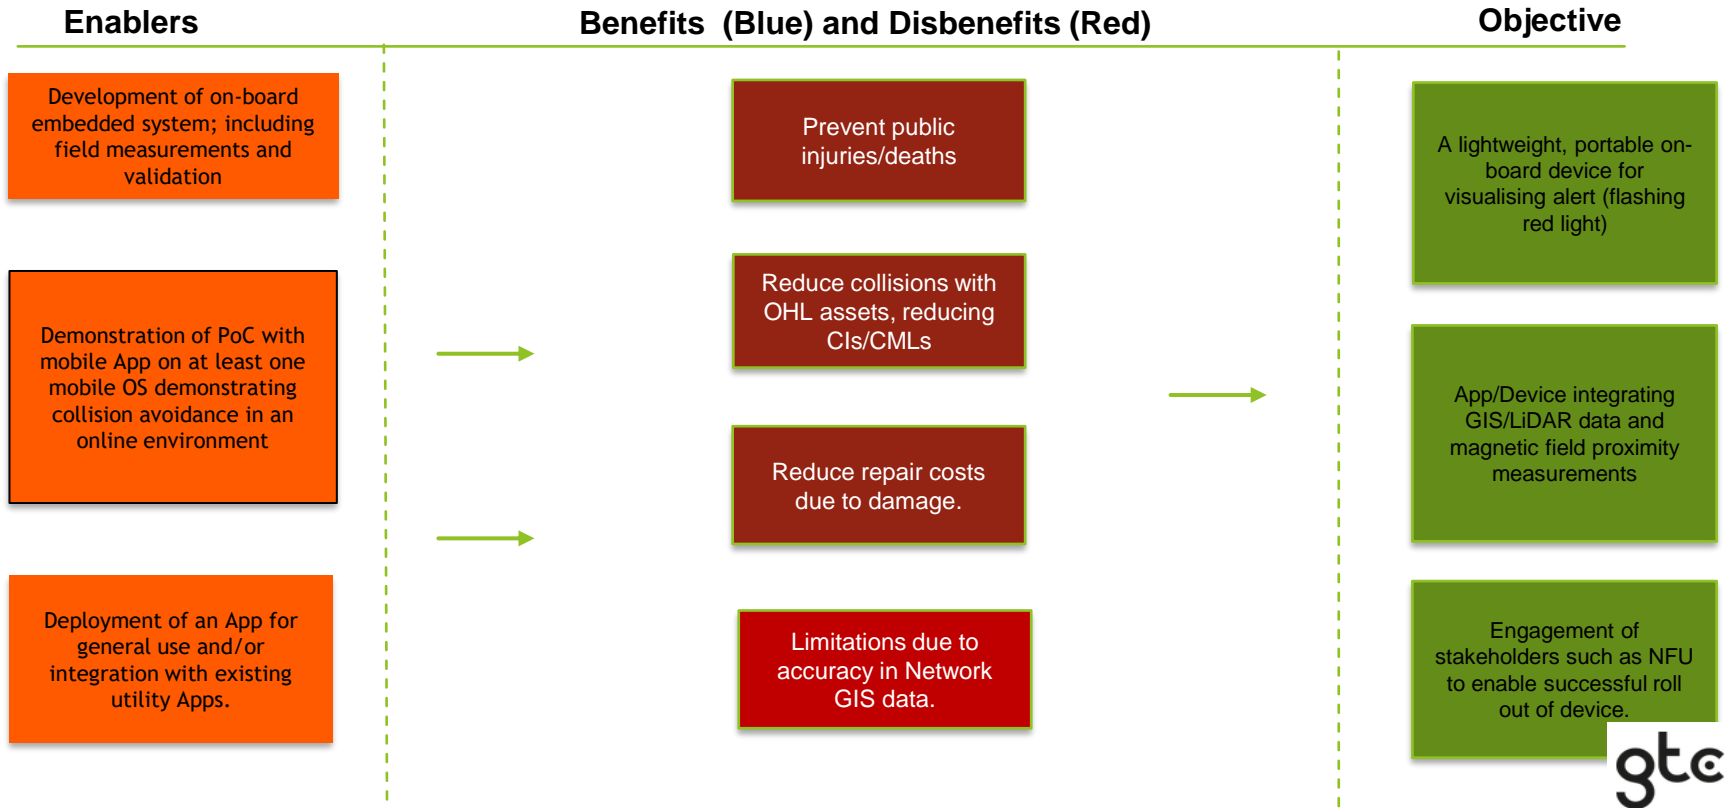 Enablers
Benefits (Blue) and Disbenefits (Red)
Objective
Development of on-board
embedded system; including
field measurements and
validation
Demonstration of PoC with
mobile App on at least one
mobile OS demonstrating
collision avoidance in an
online environment
Deployment of an App for
general use and/or
integration with existing
utility Apps.
Prevent public
injuries/deaths
Reduce collisions with
OHL assets, reducing
CIs/CMLs
Reduce repair costs
due to damage.
Limitations due to
accuracy in Network
GIS data.
A lightweight, portable on-
board device for
visualising alert (flashing
red light)
App/Device integrating
GIS/LiDAR data and
magnetic field proximity
measurements
Engagement of
stakeholders such as NFU
to enable successful roll
out of device.
gtc